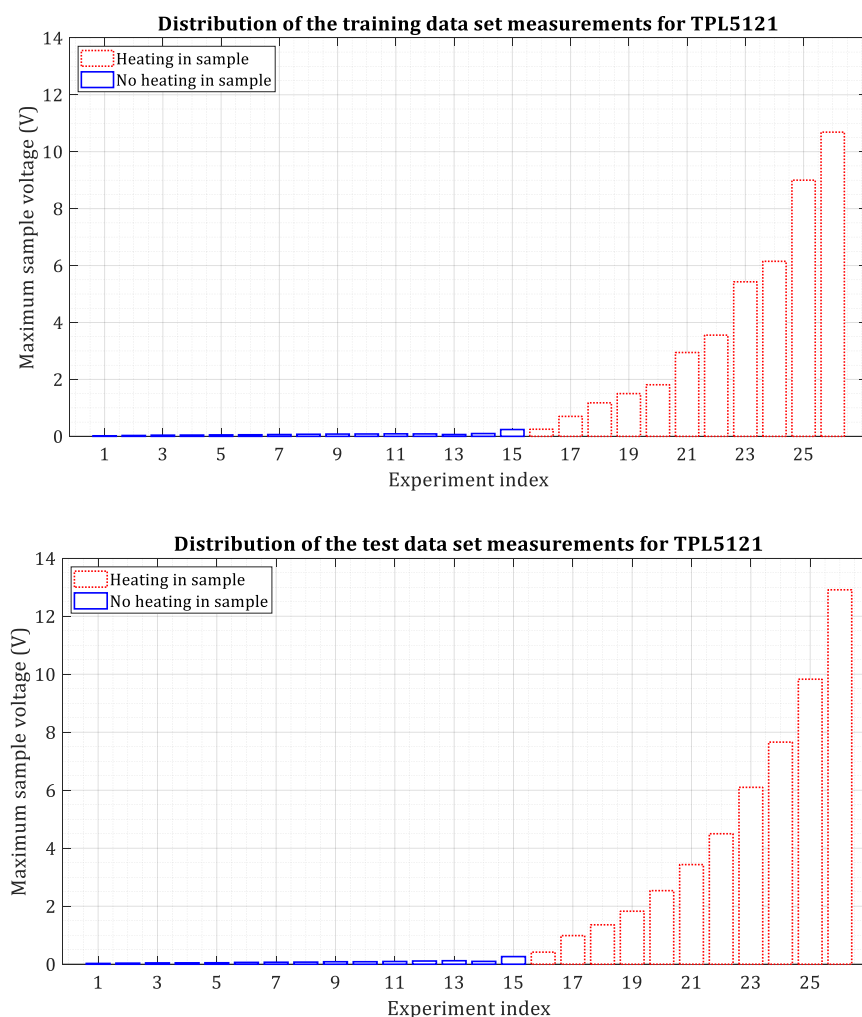 Distribution of the training data set measurements for TPL5121
Heating in sample
No heating in sample
Maximum sample voltage (V)
14
12
10
8
6
4
2
0
1 3 5 7 9 11 13 15 17 19 21 23 25
Experiment index
Distribution of the test data set measurements for TPL5121
Heating in sample
No heating in sample
Maximum sample voltage (V)
14
12
10
8
6
4
2
0
1 3 5 7 9 11 13 15 17 19 21 23 25
Experiment index